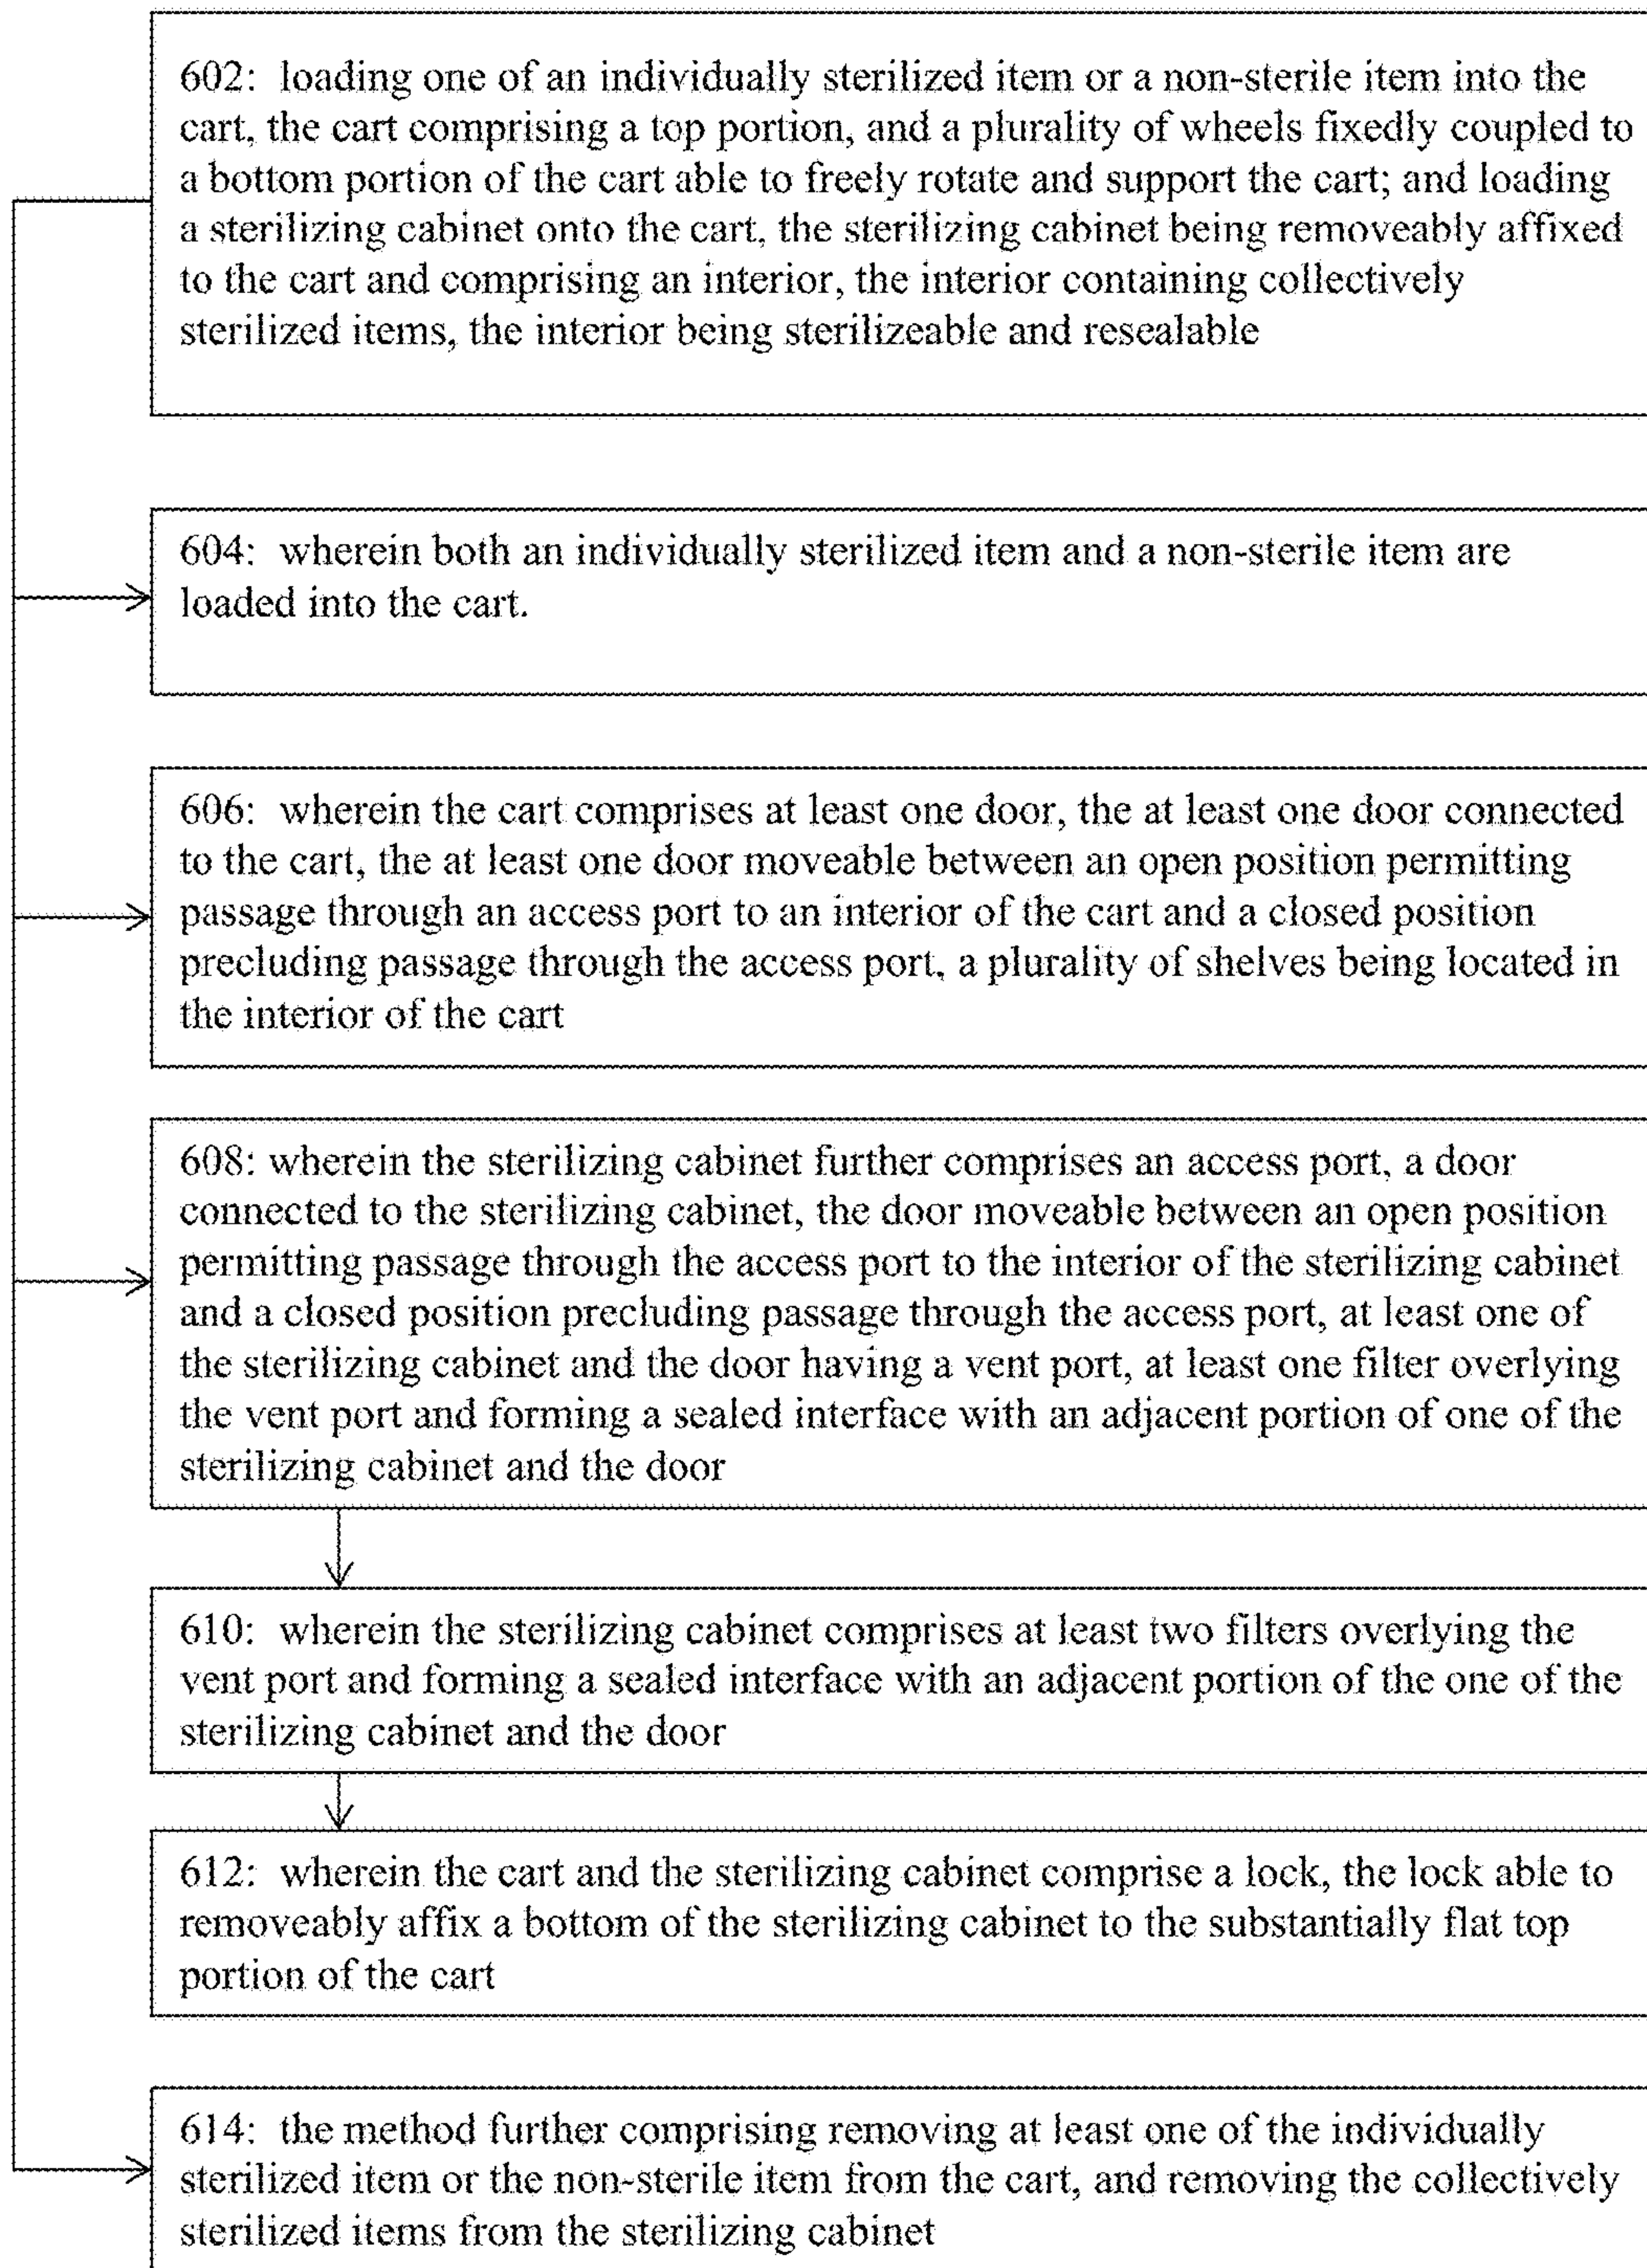 602: loading one of an individually sterilized item or a non-sterile item into the
cart, the cart comprising a top portion, and a plurality of wheels fixedly coupled to
a bottom portion of the cart able to freely rotate and support the cart; and loading
a sterilizing cabinet onto the cart, the sterilizing cabinet being removeably affixed
to the cart and comprising an interior, the interior containing collectively
sterilized items, the interior being sterilizeable and resealable
604: wherein both an individually sterilized item and a non-sterile item are
loaded into the cart.
606: wherein the cart comprises at least one door, the at least one door connected
to the cart, the at least one door moveable between an open position permitting
passage through an access port to an interior of the cart and a closed position
precluding passage through the access port, a plurality of shelves being located in
the interior of the cart
608: wherein the sterilizing cabinet further comprises an access port, a door
connected to the sterilizing cabinet, the door moveable between an open position
permitting passage through the access port to the interior of the sterilizing cabinet
and a closed position precluding passage through the access port, at least one of
the sterilizing cabinet and the door having a vent port, at least one filter overlying
the vent port and forming a sealed interface with an adjacent portion of one of the
sterilizing cabinet and the door
610: wherein the sterilizing cabinet comprises at least two filters overlying the
vent port and forming a sealed interface with an adjacent portion of the one of the
sterilizing cabinet and the door
612: wherein the cart and the sterilizing cabinet comprise a lock, the lock able to
removeably affix a bottom of the sterilizing cabinet to the substantially flat top
portion of the cart
614: the method further comprising removing at least one of the individually
sterilized item or the non-sterile item from the cart, and removing the collectively
sterilized items from the sterilizing cabinet